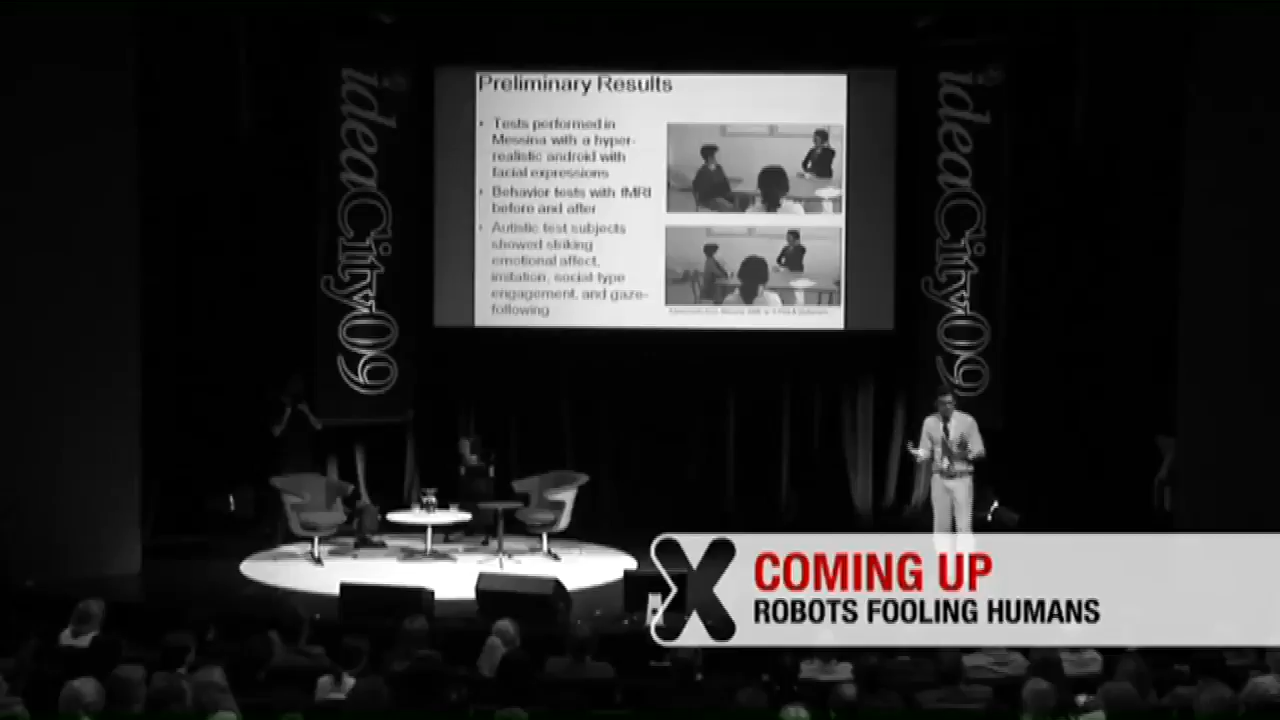 ideaCity09
Preliminary Results
• Tests performed in
Messina with a hyper-
realistic android with
facial expressions
• Behavior tests with fMRI
before and after
• Autistic test subjects
showed striking
emotional affect,
imitation, social type
engagement, and gaze-
following
ideaCity09
X
COMING UP
ROBOTS FOOLING HUMANS